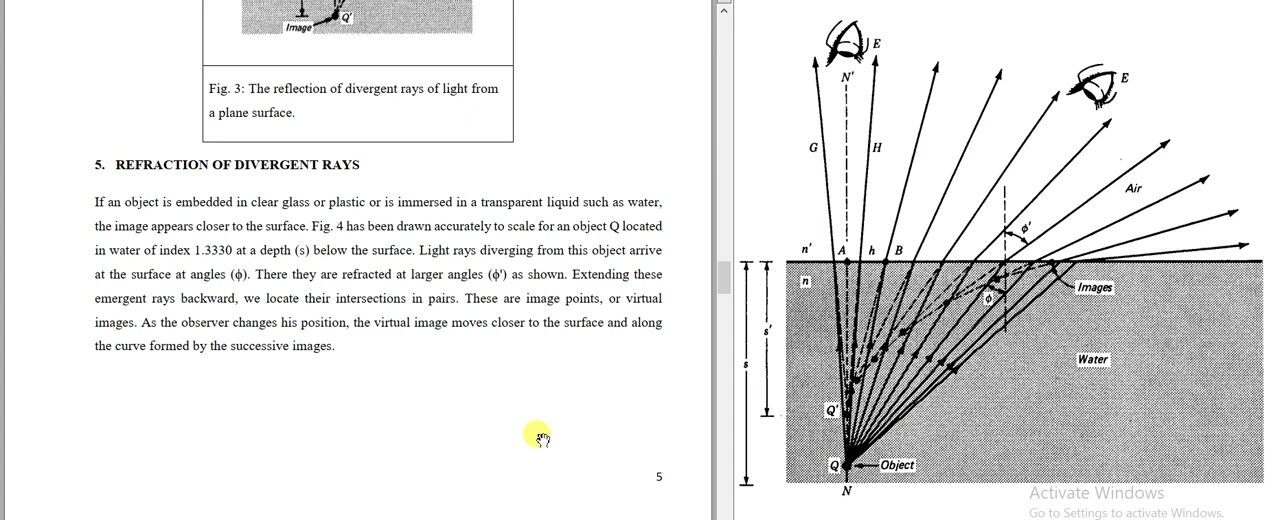 Image
Q'
Fig. 3: The reflection of divergent rays of light from
a plane surface.
5. REFRACTION OF DIVERGENT RAYS
If an object is embedded in clear glass or plastic or is immersed in a transparent liquid such as water,
the image appears closer to the surface. Fig. 4 has been drawn accurately to scale for an object Q located
in water of index 1.3330 at a depth (s) below the surface. Light rays diverging from this object arrive
at the surface at angles (ϕ). There they are refracted at larger angles (ϕ') as shown. Extending these
emergent rays backward, we locate their intersections in pairs. These are image points, or virtual
images. As the observer changes his position, the virtual image moves closer to the surface and along
the curve formed by the successive images.
5
E
N'
E
G
H
Air
ϕ'
n'
A
h
B
n
ϕ
Images
s'
s
Water
Q'
Q
Object
N
Activate Windows
Go to Settings to activate Windows.